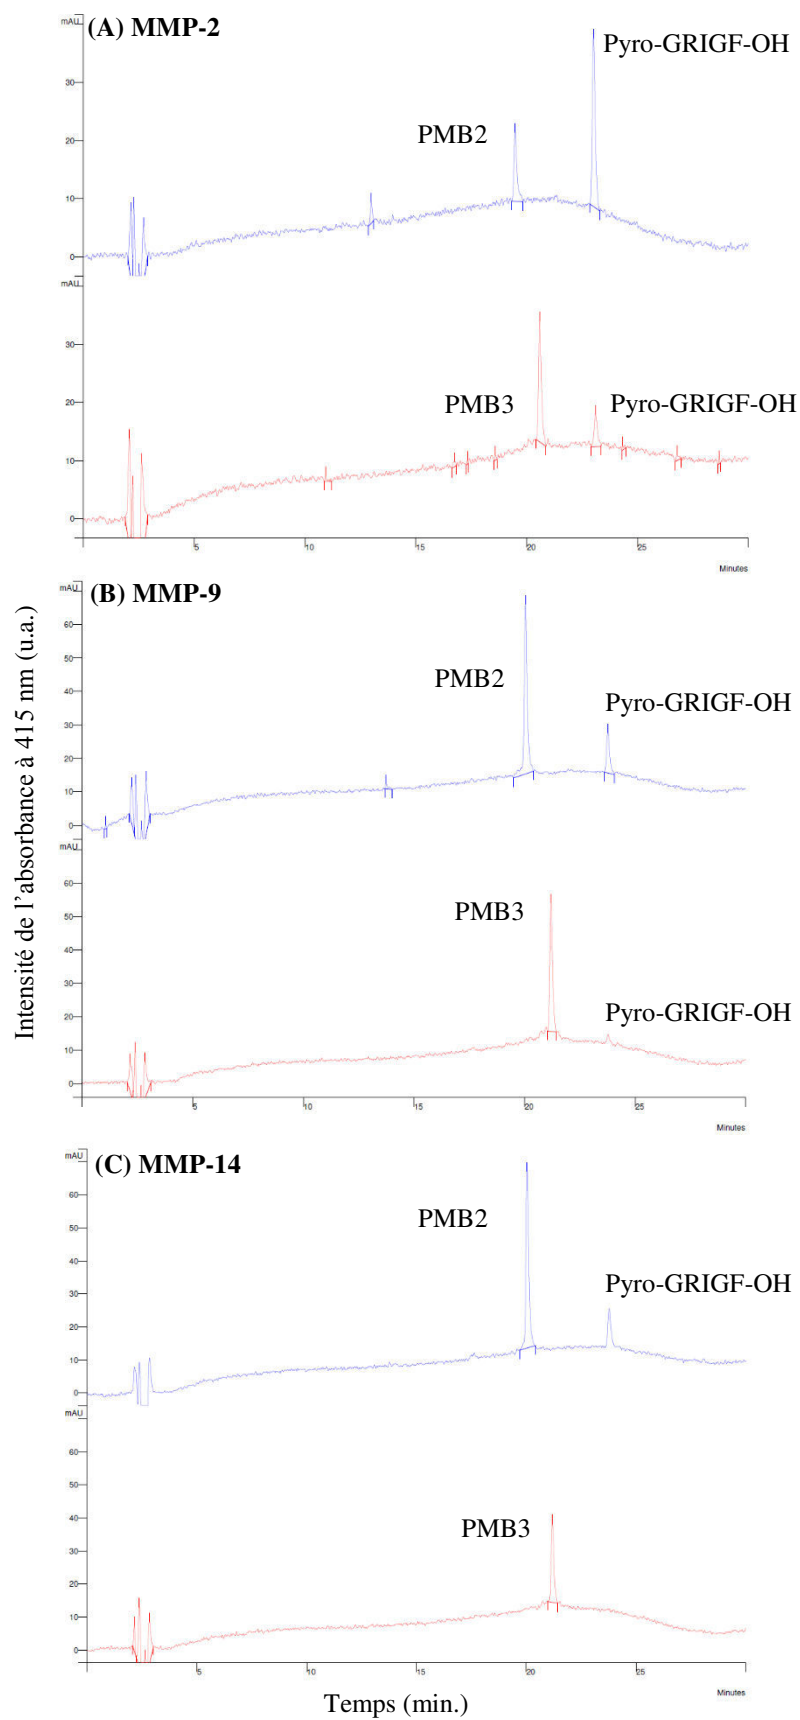 mAU
(A) MMP-2
Pyro-GRIGF-OH
PMB2
30
20
10
0
mAU
30
PMB3
Pyro-GRIGF-OH
20
10
0
5
10
15
20
25
Minutes
Intensité de l'absorbance à 415 nm (u.a.)
mAU
(B) MMP-9
60
PMB2
50
Pyro-GRIGF-OH
40
30
20
10
0
mAU
60
PMB3
50
40
30
Pyro-GRIGF-OH
20
10
0
5
10
15
20
25
Minutes
mAU
(C) MMP-14
60
PMB2
50
40
Pyro-GRIGF-OH
30
20
10
0
mAU
60
50
40
PMB3
30
20
10
0
5
10
15
20
25
Minutes
Temps (min.)